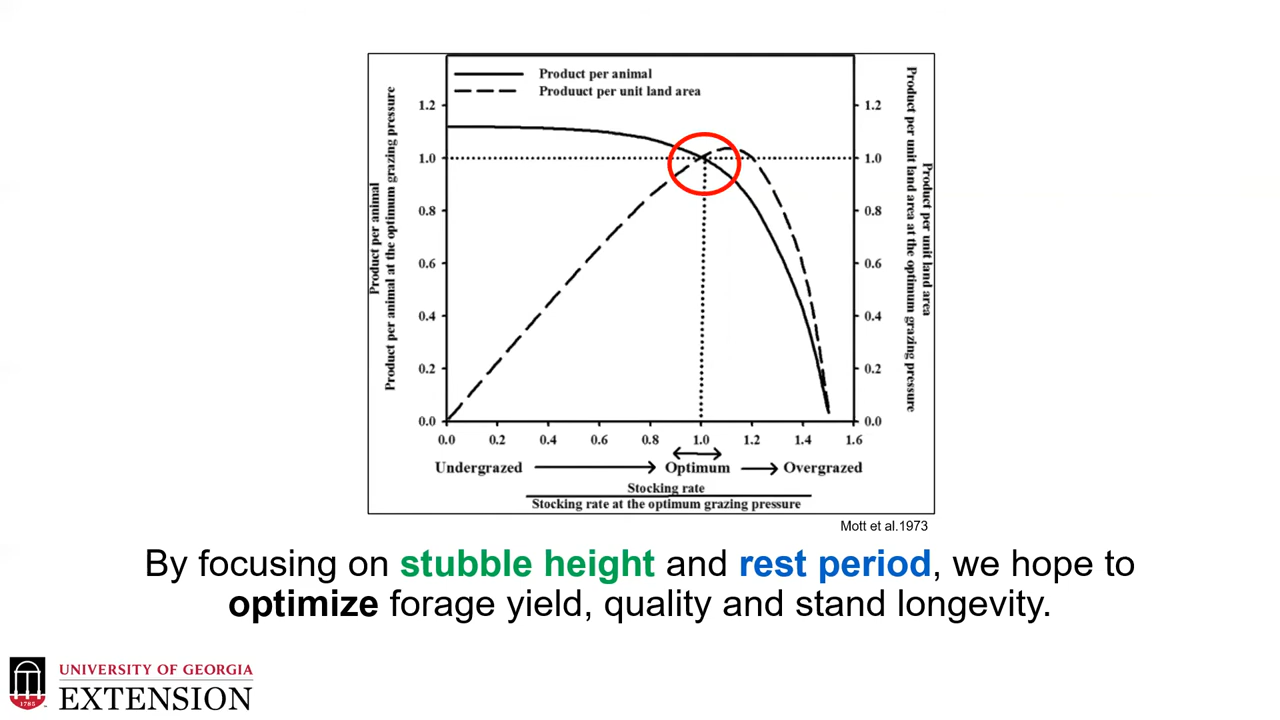 Product per animal
Produuct per unit land area
Product per animal
Product per animal at the optimum grazing pressure
1.2
1.0
0.8
0.6
0.4
0.2
0.0
1.2
1.0
0.8
0.6
0.4
0.2
0.0
Product per unit land area
Product per unit land area at the optimum grazing pressure
0.0 0.2 0.4 0.6 0.8 1.0 1.2 1.4 1.6
Undergrazed Optimum Overgrazed
Stocking rate
Stocking rate at the optimum grazing pressure
Mott et al.1973
By focusing on stubble height and rest period, we hope to
optimize forage yield, quality and stand longevity.
1785
UNIVERSITY OF GEORGIA
EXTENSION